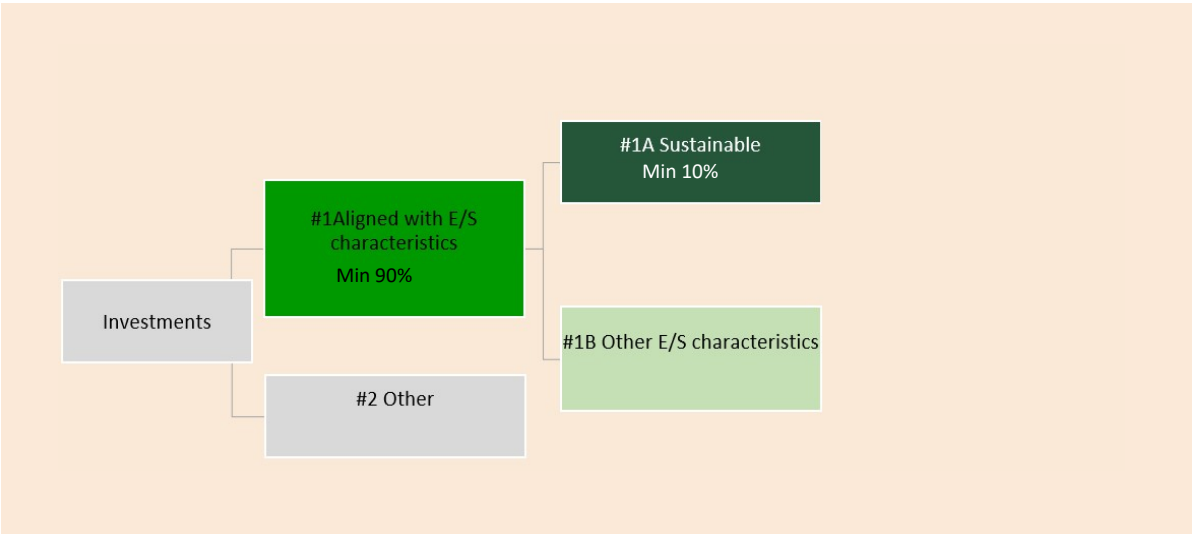 #1A Sustainable
Min 10%
#1Aligned with E/S
characteristics
Min 90%
Investments
#1B Other E/S characteristics
#2 Other